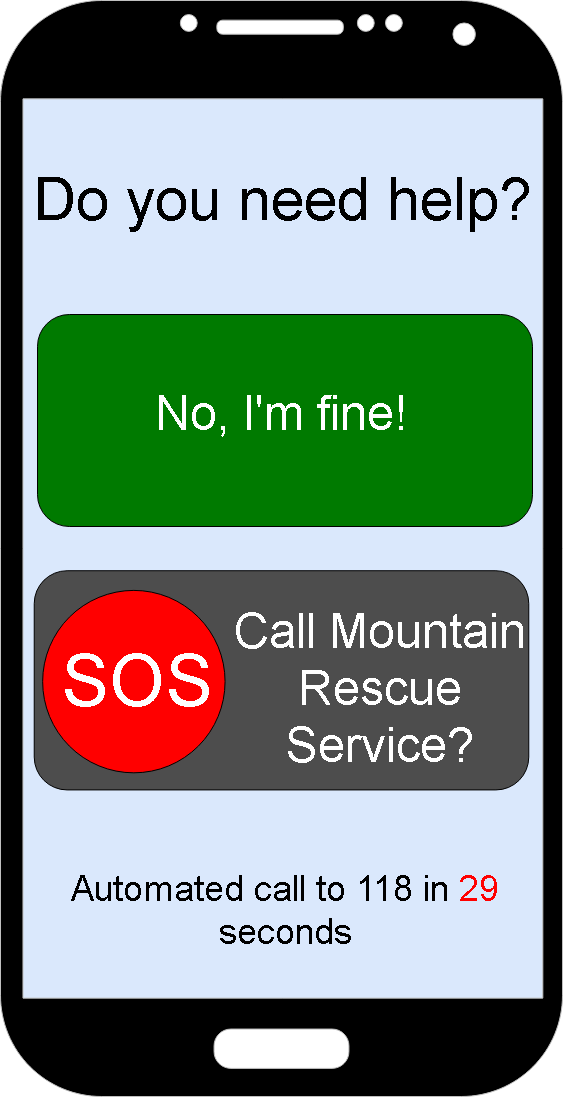 Do you need help?
No, I'm fine!
SOS
Call Mountain
Rescue
Service?
Automated call to 118 in 29
seconds